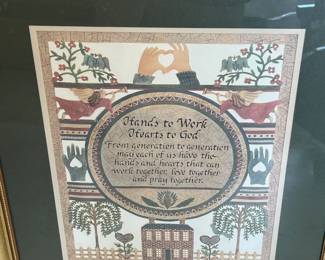 Hands to Work
Hearts to God
From generation to generation
may each of us have the
hands and hearts that can
work together, love together
and pray together.